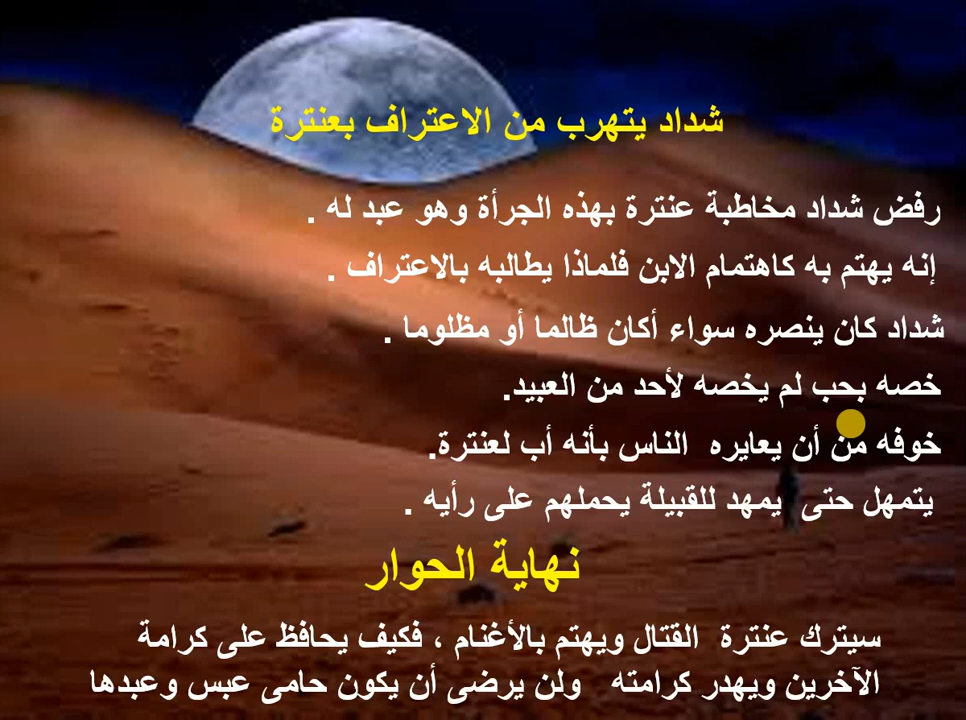 شداد يتهرب من الاعتراف بعنترة
رفض شداد مخاطبة عنترة بهذه الجرأة وهو عبد له .
إنه يهتم به كاهتمام الابن فلماذا يطالبه بالاعتراف .
شداد كان ينصره سواء أكان ظالما أو مظلوما .
خصه بحب لم يخصه لأحد من العبيد.
خوفه من أن يعايره الناس بأنه أب لعنترة.
يتمهل حتى يمهد للقبيلة يحملهم على رأيه .
نهاية الحوار
سيترك عنترة القتال ويهتم بالأغنام ، فكيف يحافظ على كرامة
الآخرين ويهدر كرامته ولن يرضى أن يكون حامى عبس وعبدها